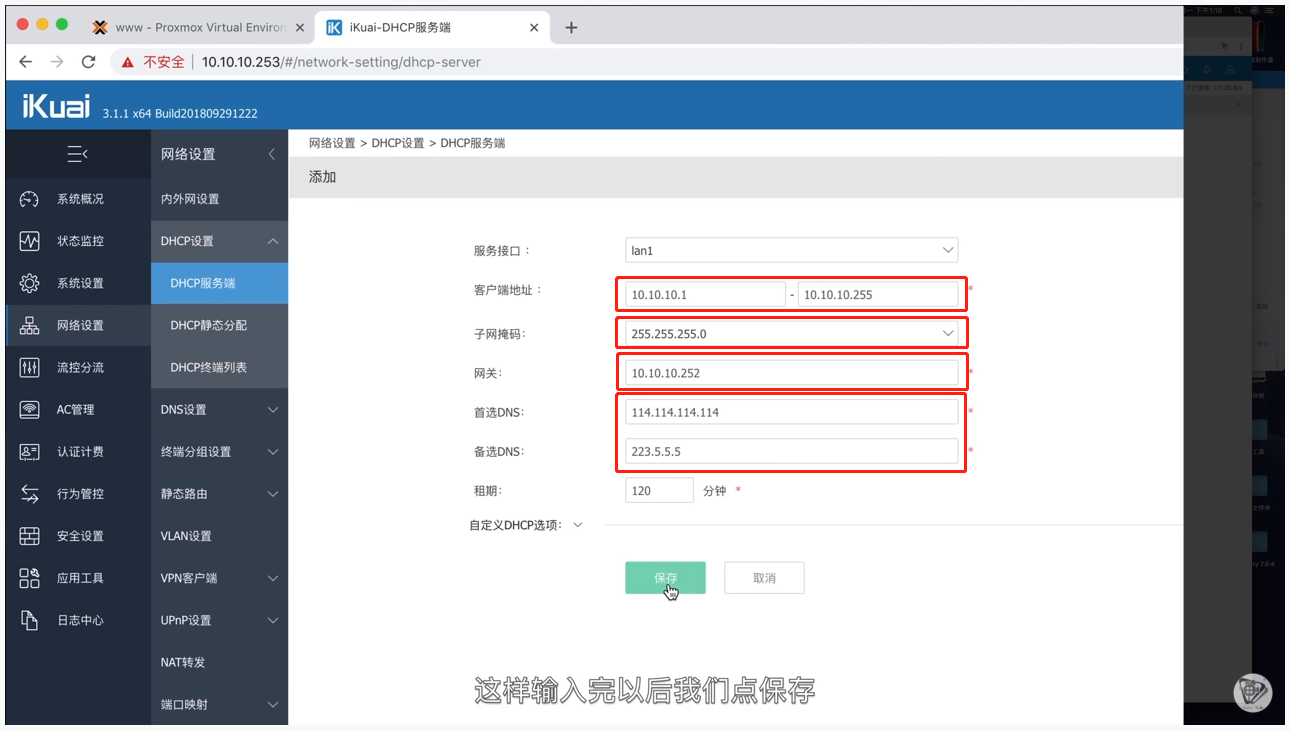 www - Proxmox Virtual Environ
iKuai-DHCP服务端
不安全
10.10.10.253/#/network-setting/dhcp-server
iKuai 3.1.1 x64 Build201809291222
网络设置
网络设置 > DHCP设置 > DHCP服务端
添加
系统概况
状态监控
系统设置
网络设置
流控分流
AC管理
认证计费
行为管控
安全设置
应用工具
日志中心
内外网设置
DHCP设置
DHCP服务端
DHCP静态分配
DHCP终端列表
DNS设置
终端分组设置
静态路由
VLAN设置
VPN客户端
UPnP设置
NAT转发
端口映射
服务接口：
lan1
客户端地址：
10.10.10.1 - 10.10.10.255 *
子网掩码:
255.255.255.0
网关:
10.10.10.252 *
首选DNS:
114.114.114.114 *
备选DNS:
223.5.5.5 *
租期:
120 分钟 *
自定义DHCP选项:
保存
取消
这样输入完以后我们点保存